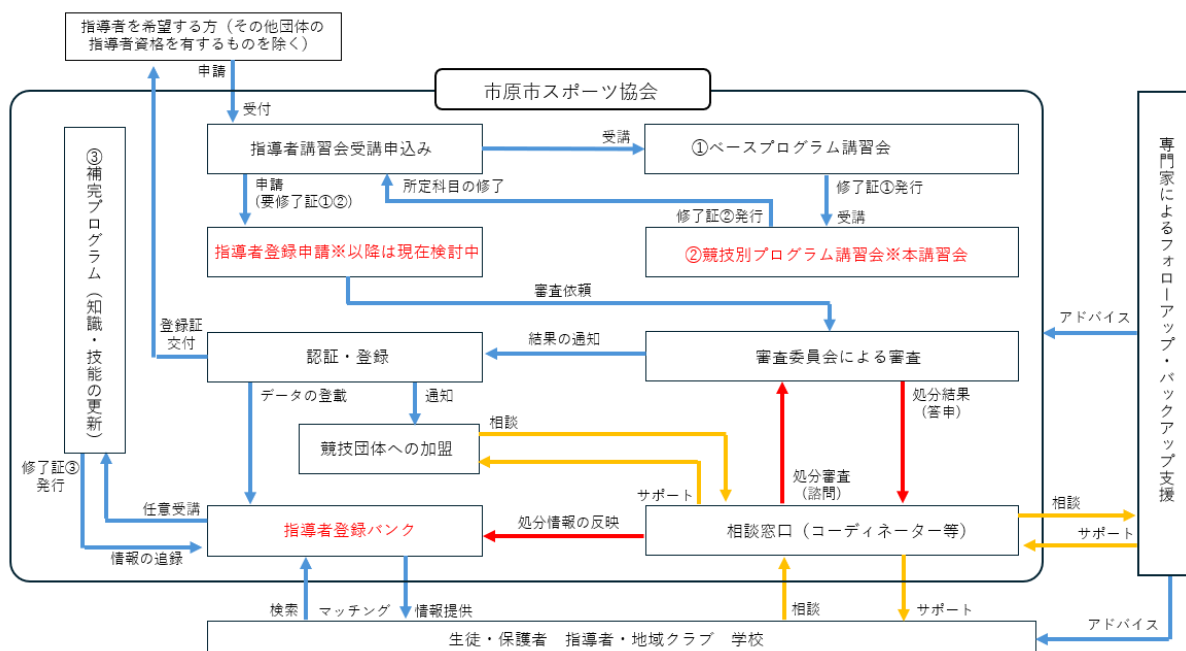 指導者を希望する方（その他団体の
指導者資格を有するものを除く）
申請
市原市スポーツ協会
受付
指導者講習会受講申込み
受講
①ベースプログラム講習会
申請
(要修了証①②)
所定科目の修了
修了証①発行
修了証②発行
受講
指導者登録申請※以降は現在検討中
②競技別プログラム講習会※本講習会
③補完プログラム（知識・技能の更新）
専門家によるフォローアップ・バックアップ支援
審査依頼
アドバイス
登録証
交付
認証・登録
結果の通知
審査委員会による審査
データの登載
通知
処分結果
(答申)
相談
競技団体への加盟
修了証③
発行
サポート
処分審査
(諮問)
任意受講
指導者登録バンク
処分情報の反映
相談窓口（コーディネーター等）
相談
サポート
情報の追録
検索
マッチング
情報提供
相談
サポート
アドバイス
生徒・保護者　指導者・地域クラブ　学校